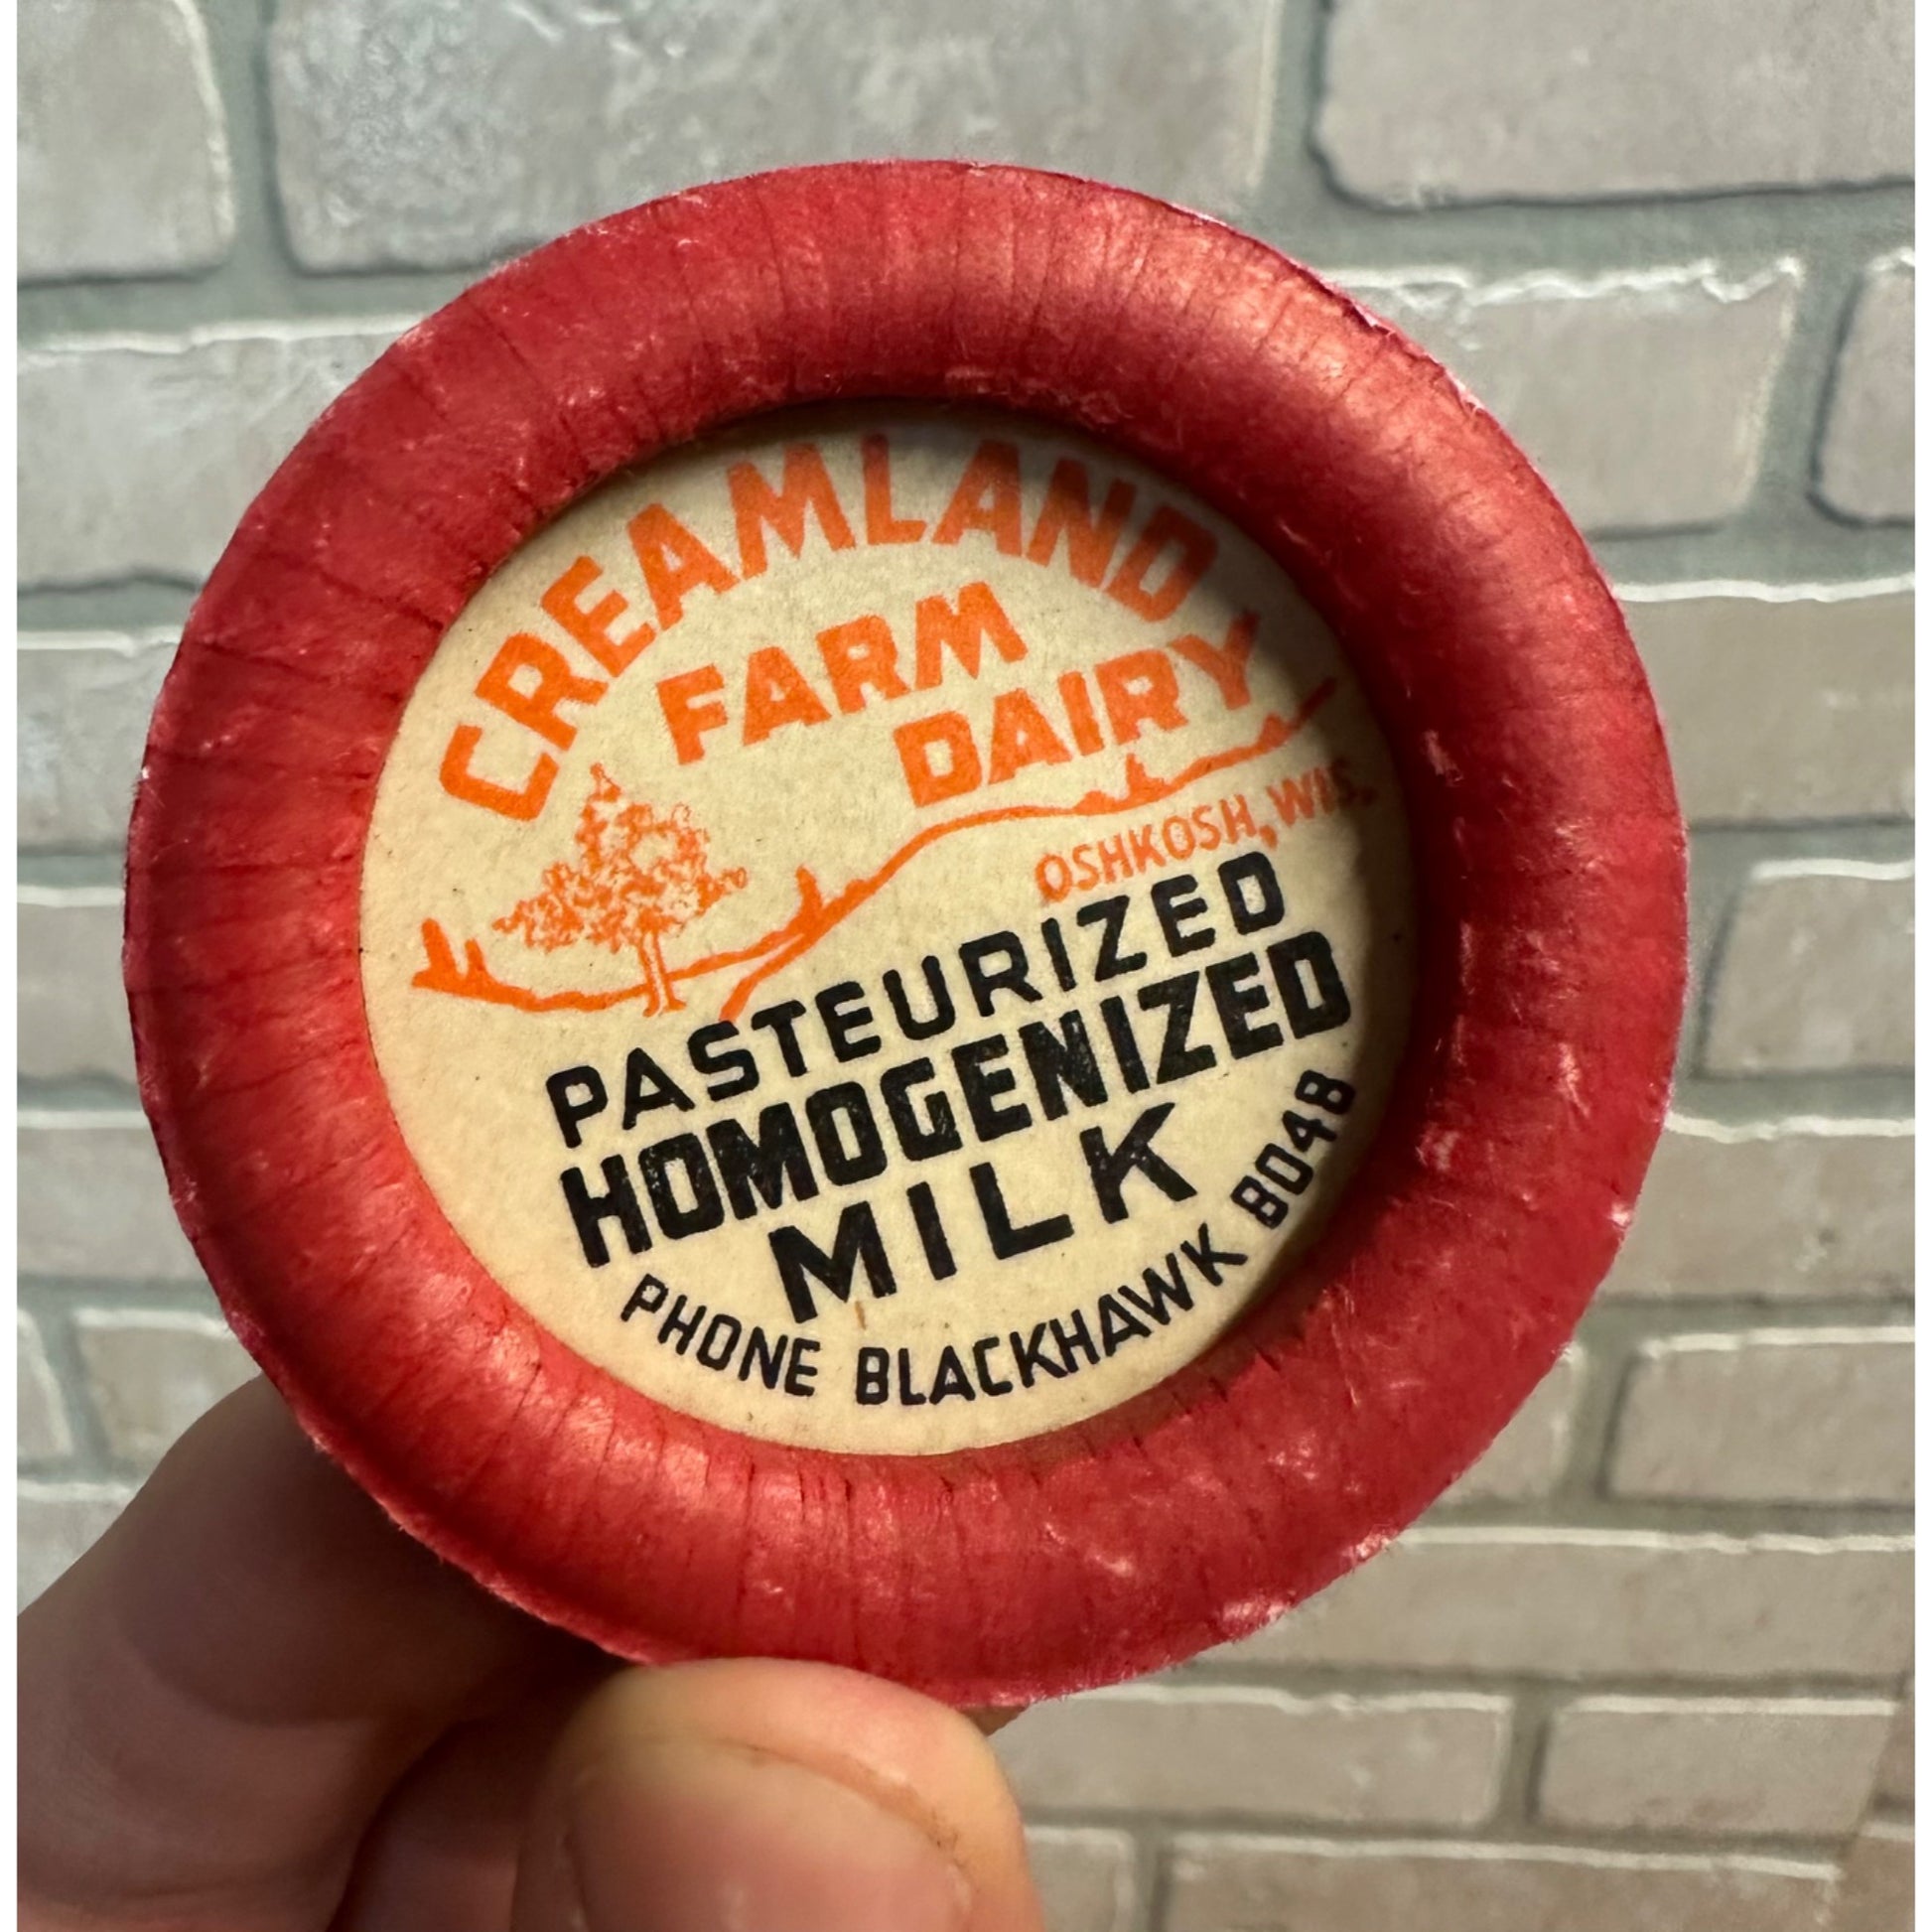 CREAMLAND
FARM
DAIRY
OSHKOSH, WIS.
PASTEURIZED
HOMOGENIZED
MILK
PHONE BLACKHAWK 8048